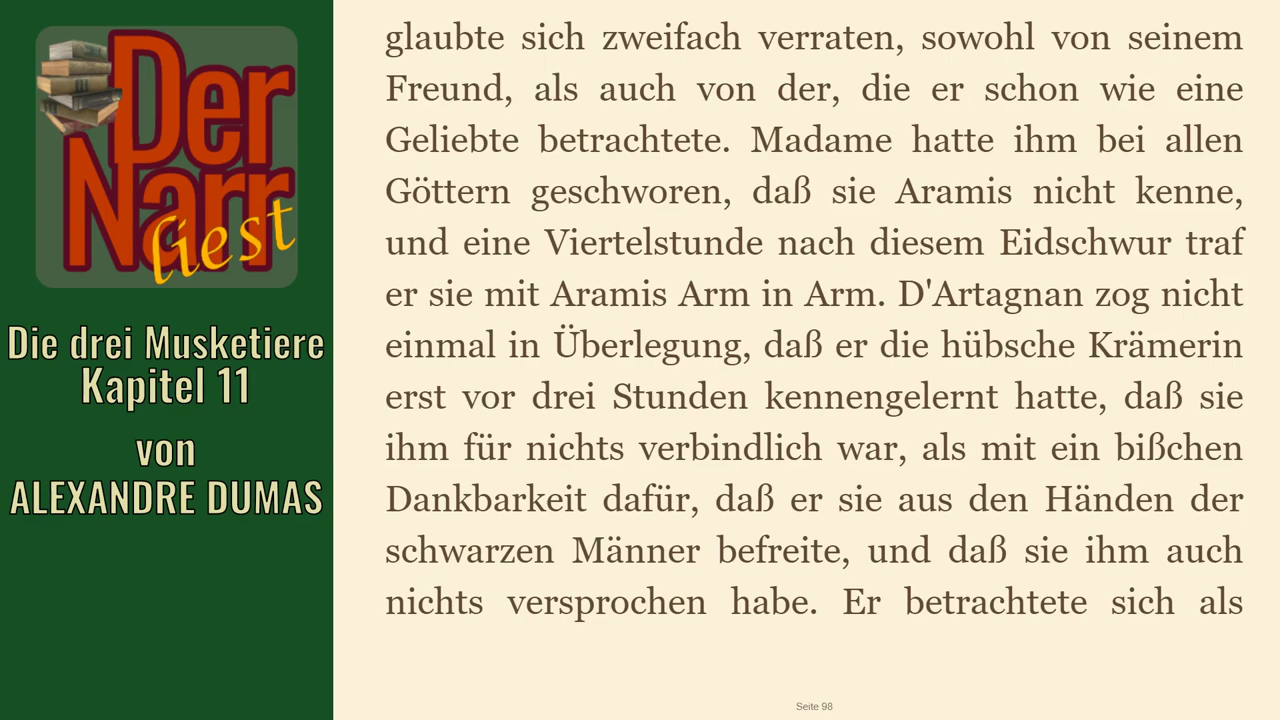 Der
Narr
liest
Die drei Musketiere
Kapitel 11
von
ALEXANDRE DUMAS
glaubte sich zweifach verraten, sowohl von seinem
Freund, als auch von der, die er schon wie eine
Geliebte betrachtete. Madame hatte ihm bei allen
Göttern geschworen, daß sie Aramis nicht kenne,
und eine Viertelstunde nach diesem Eidschwur traf
er sie mit Aramis Arm in Arm. D'Artagnan zog nicht
einmal in Überlegung, daß er die hübsche Krämerin
erst vor drei Stunden kennengelernt hatte, daß sie
ihm für nichts verbindlich war, als mit ein bißchen
Dankbarkeit dafür, daß er sie aus den Händen der
schwarzen Männer befreite, und daß sie ihm auch
nichts versprochen habe. Er betrachtete sich als
Seite 98